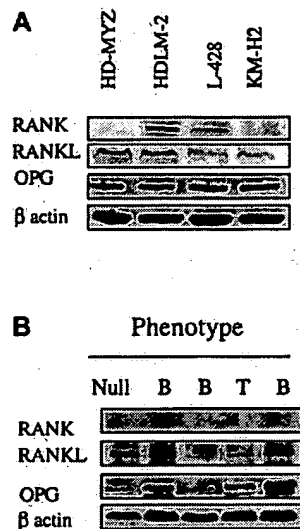 A
HD-MYZ HDLM-2 L-428 KM-H2
RANK
RANKL
OPG
β actin
B Phenotype
Null B B T B
RANK
RANKL
OPG
β actin